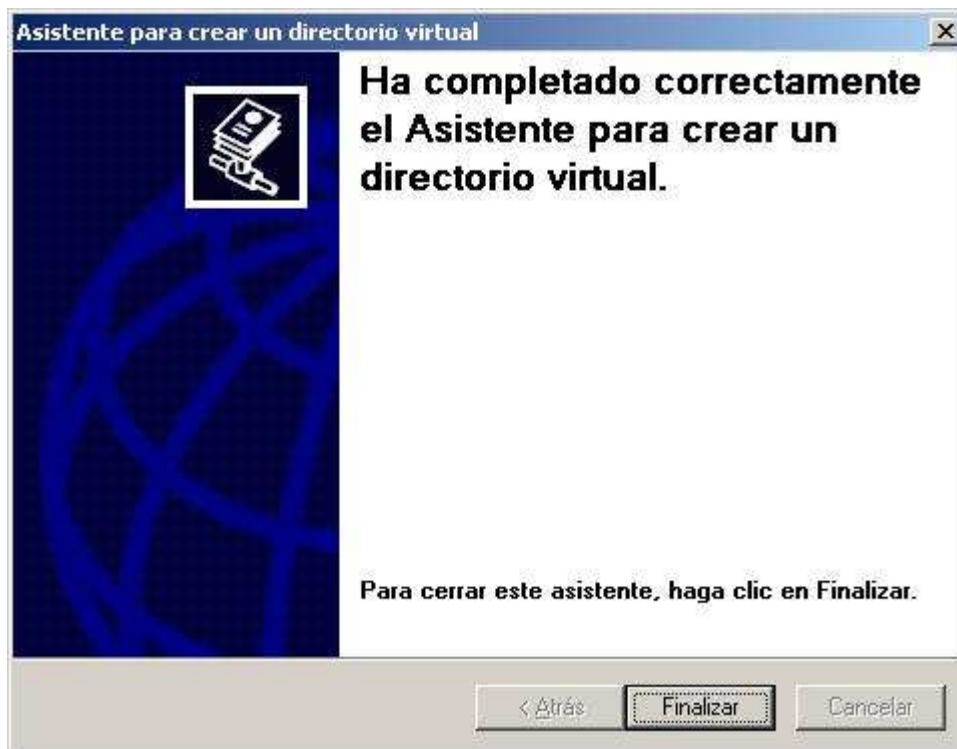 Asistente para crear un directorio virtual
Ha completado correctamente
el Asistente para crear un
directorio virtual.
Para cerrar este asistente, haga clic en Finalizar.
< Atrás
Finalizar
Cancelar